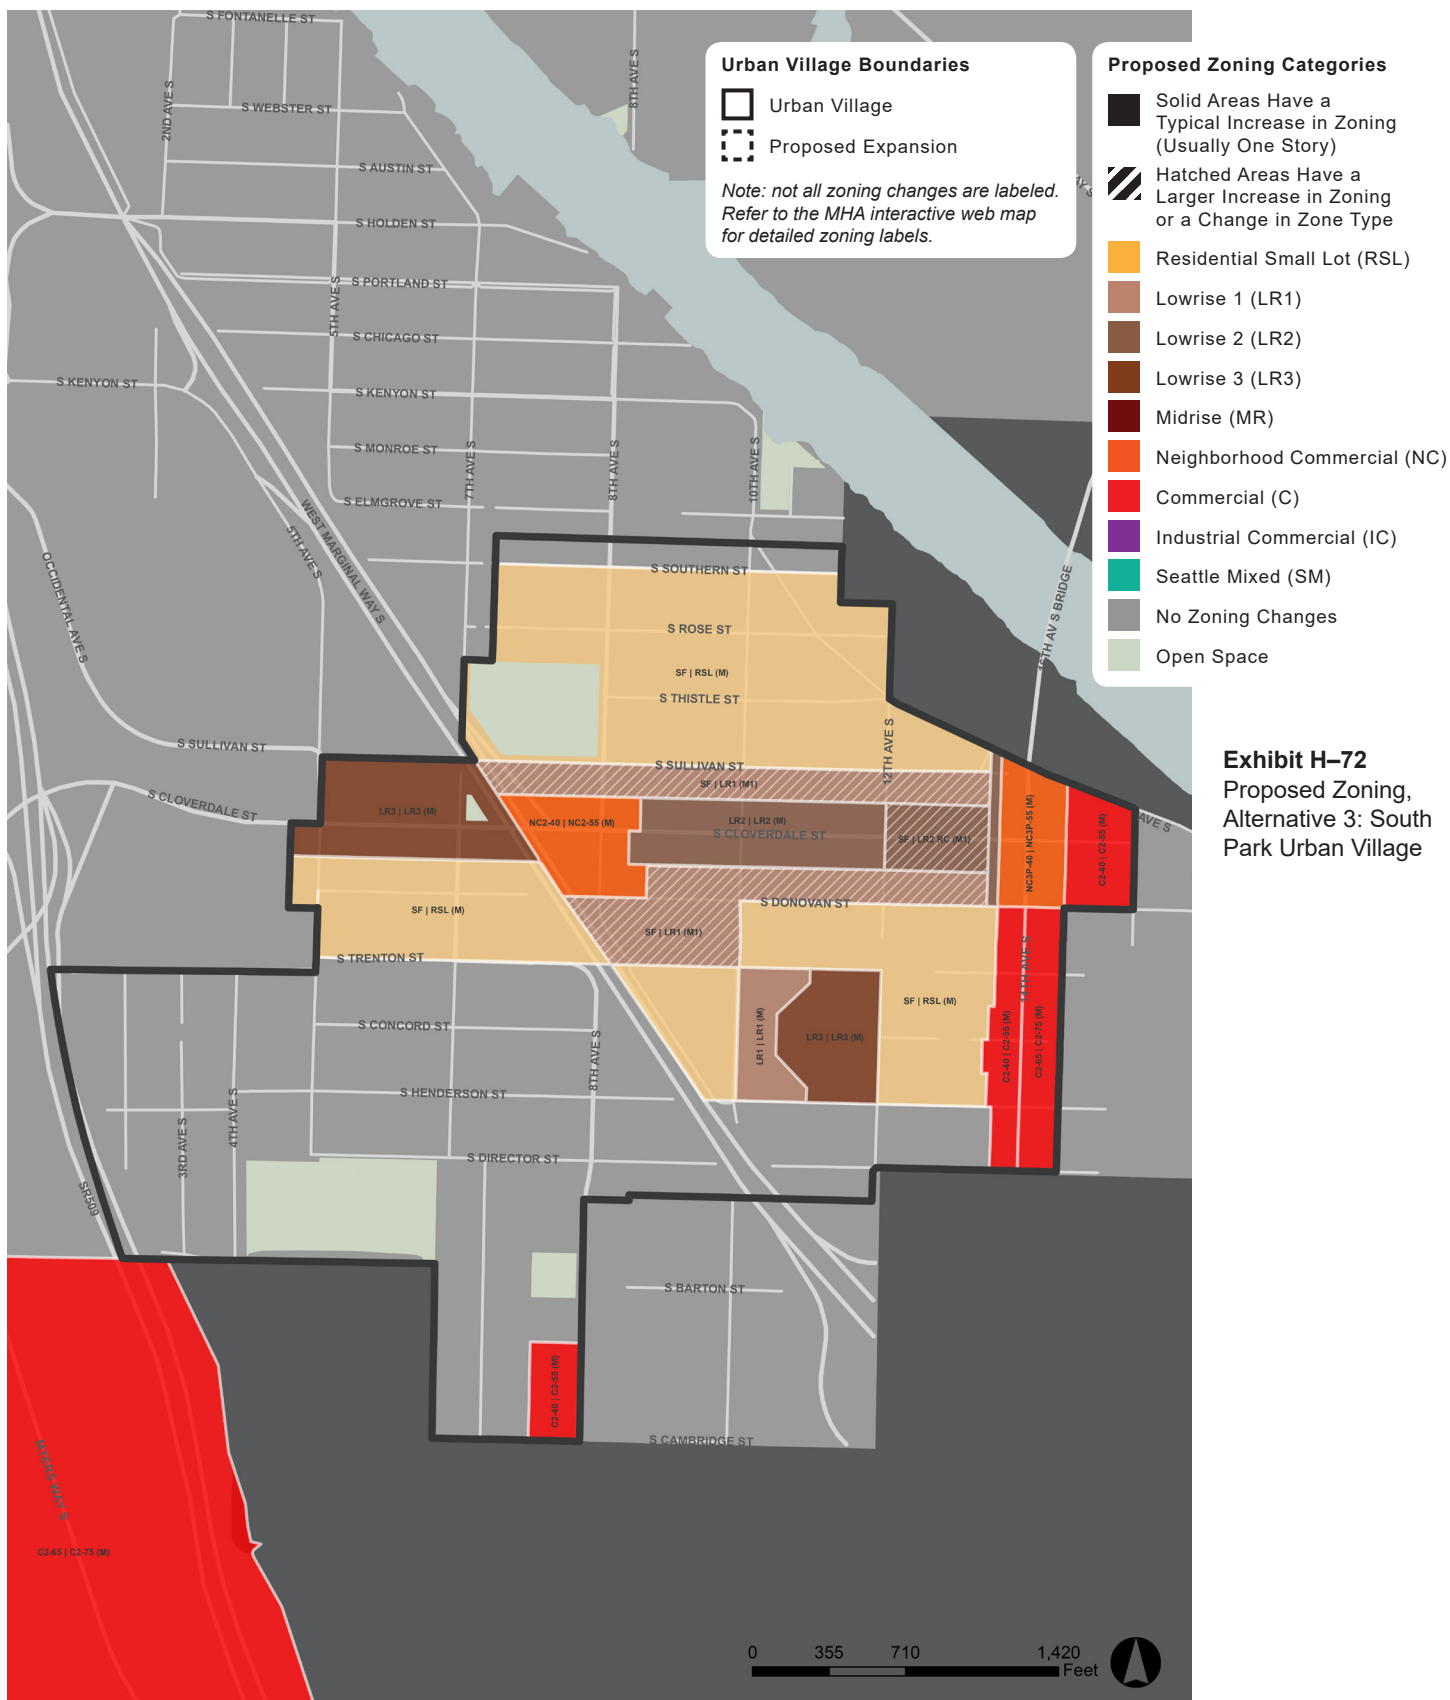 S FONTANELLE ST
2ND AVE S
S WEBSTER ST
8TH AVE S
S AUSTIN ST
S HOLDEN ST
5TH AVE S
S PORTLAND ST
S CHICAGO ST
S KENYON ST
S KENYON ST
S MONROE ST
7TH AVE S
8TH AVE S
10TH AVE S
S ELMGROVE ST
WEST MARGINAL WAY S
5TH AVE S
OCCIDENTAL AVE S
16TH AV S BRIDGE
Urban Village Boundaries
Urban Village
Proposed Expansion
Note: not all zoning changes are labeled.
Refer to the MHA interactive web map
for detailed zoning labels.
Proposed Zoning Categories
Solid Areas Have a
Typical Increase in Zoning
(Usually One Story)
Hatched Areas Have a
Larger Increase in Zoning
or a Change in Zone Type
Residential Small Lot (RSL)
Lowrise 1 (LR1)
Lowrise 2 (LR2)
Lowrise 3 (LR3)
Midrise (MR)
Neighborhood Commercial (NC)
Commercial (C)
Industrial Commercial (IC)
Seattle Mixed (SM)
No Zoning Changes
Open Space
Exhibit H–72
Proposed Zoning,
Alternative 3: South
Park Urban Village
S SOUTHERN ST
S ROSE ST
SF | RSL (M)
S THISTLE ST
12TH AVE S
S SULLIVAN ST
S SULLIVAN ST
SF | LR1 (M1)
S CLOVERDALE ST
LR3 | LR3 (M)
NC2-40 | NC2-55 (M)
LR2 | LR2 (M)
S CLOVERDALE ST
SF | LR2 RC (M1)
NC3P-40 | NC3P-55 (M)
C2-40 | C2-55 (M)
AVE S
SF | RSL (M)
S DONOVAN ST
SF | LR1 (M1)
S TRENTON ST
14TH AVE S
SF | RSL (M)
S CONCORD ST
8TH AVE S
LR1 | LR1 (M)
LR3 | LR3 (M)
C2-40 | C2-55 (M)
C2-65 | C2-75 (M)
S HENDERSON ST
4TH AVE S
3RD AVE S
S DIRECTOR ST
SR509
S BARTON ST
C2-40 | C2-55 (M)
S CAMBRIDGE ST
MYERS WAY S
C2-65 | C2-75 (M)
0 355 710 1,420
Feet